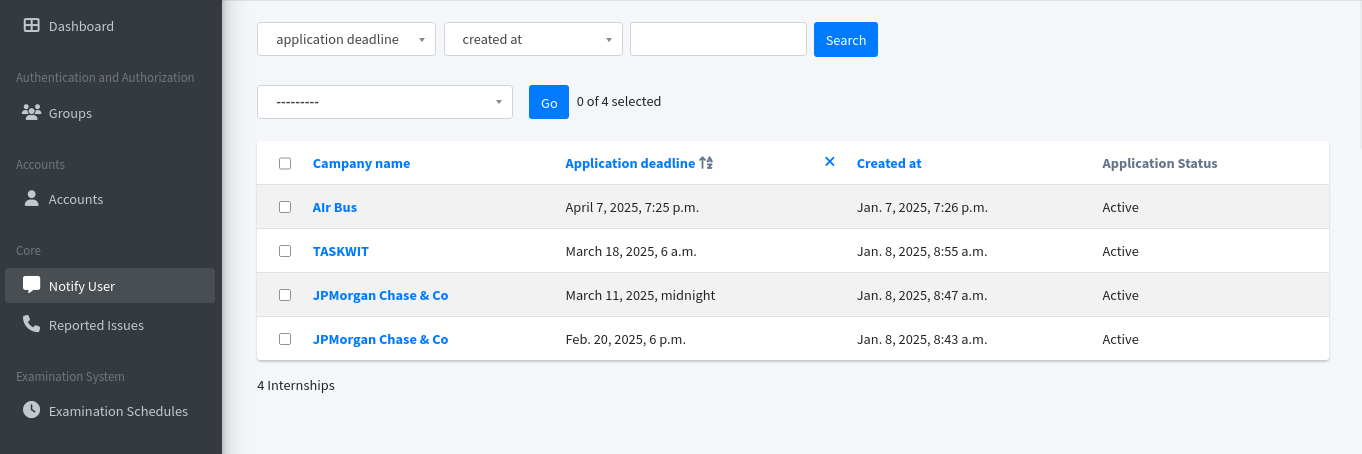 Dashboard
Authentication and Authorization
Groups
Accounts
Accounts
Core
Notify User
Reported Issues
Examination System
Examination Schedules
application deadline created at Search
--------- Go 0 of 4 selected
Company name Application deadline Created at Application Status
AIr Bus April 7, 2025, 7:25 p.m. Jan. 7, 2025, 7:26 p.m. Active
TASKWIT March 18, 2025, 6 a.m. Jan. 8, 2025, 8:55 a.m. Active
JPMorgan Chase & Co March 11, 2025, midnight Jan. 8, 2025, 8:47 a.m. Active
JPMorgan Chase & Co Feb. 20, 2025, 6 p.m. Jan. 8, 2025, 8:43 a.m. Active
4 Internships